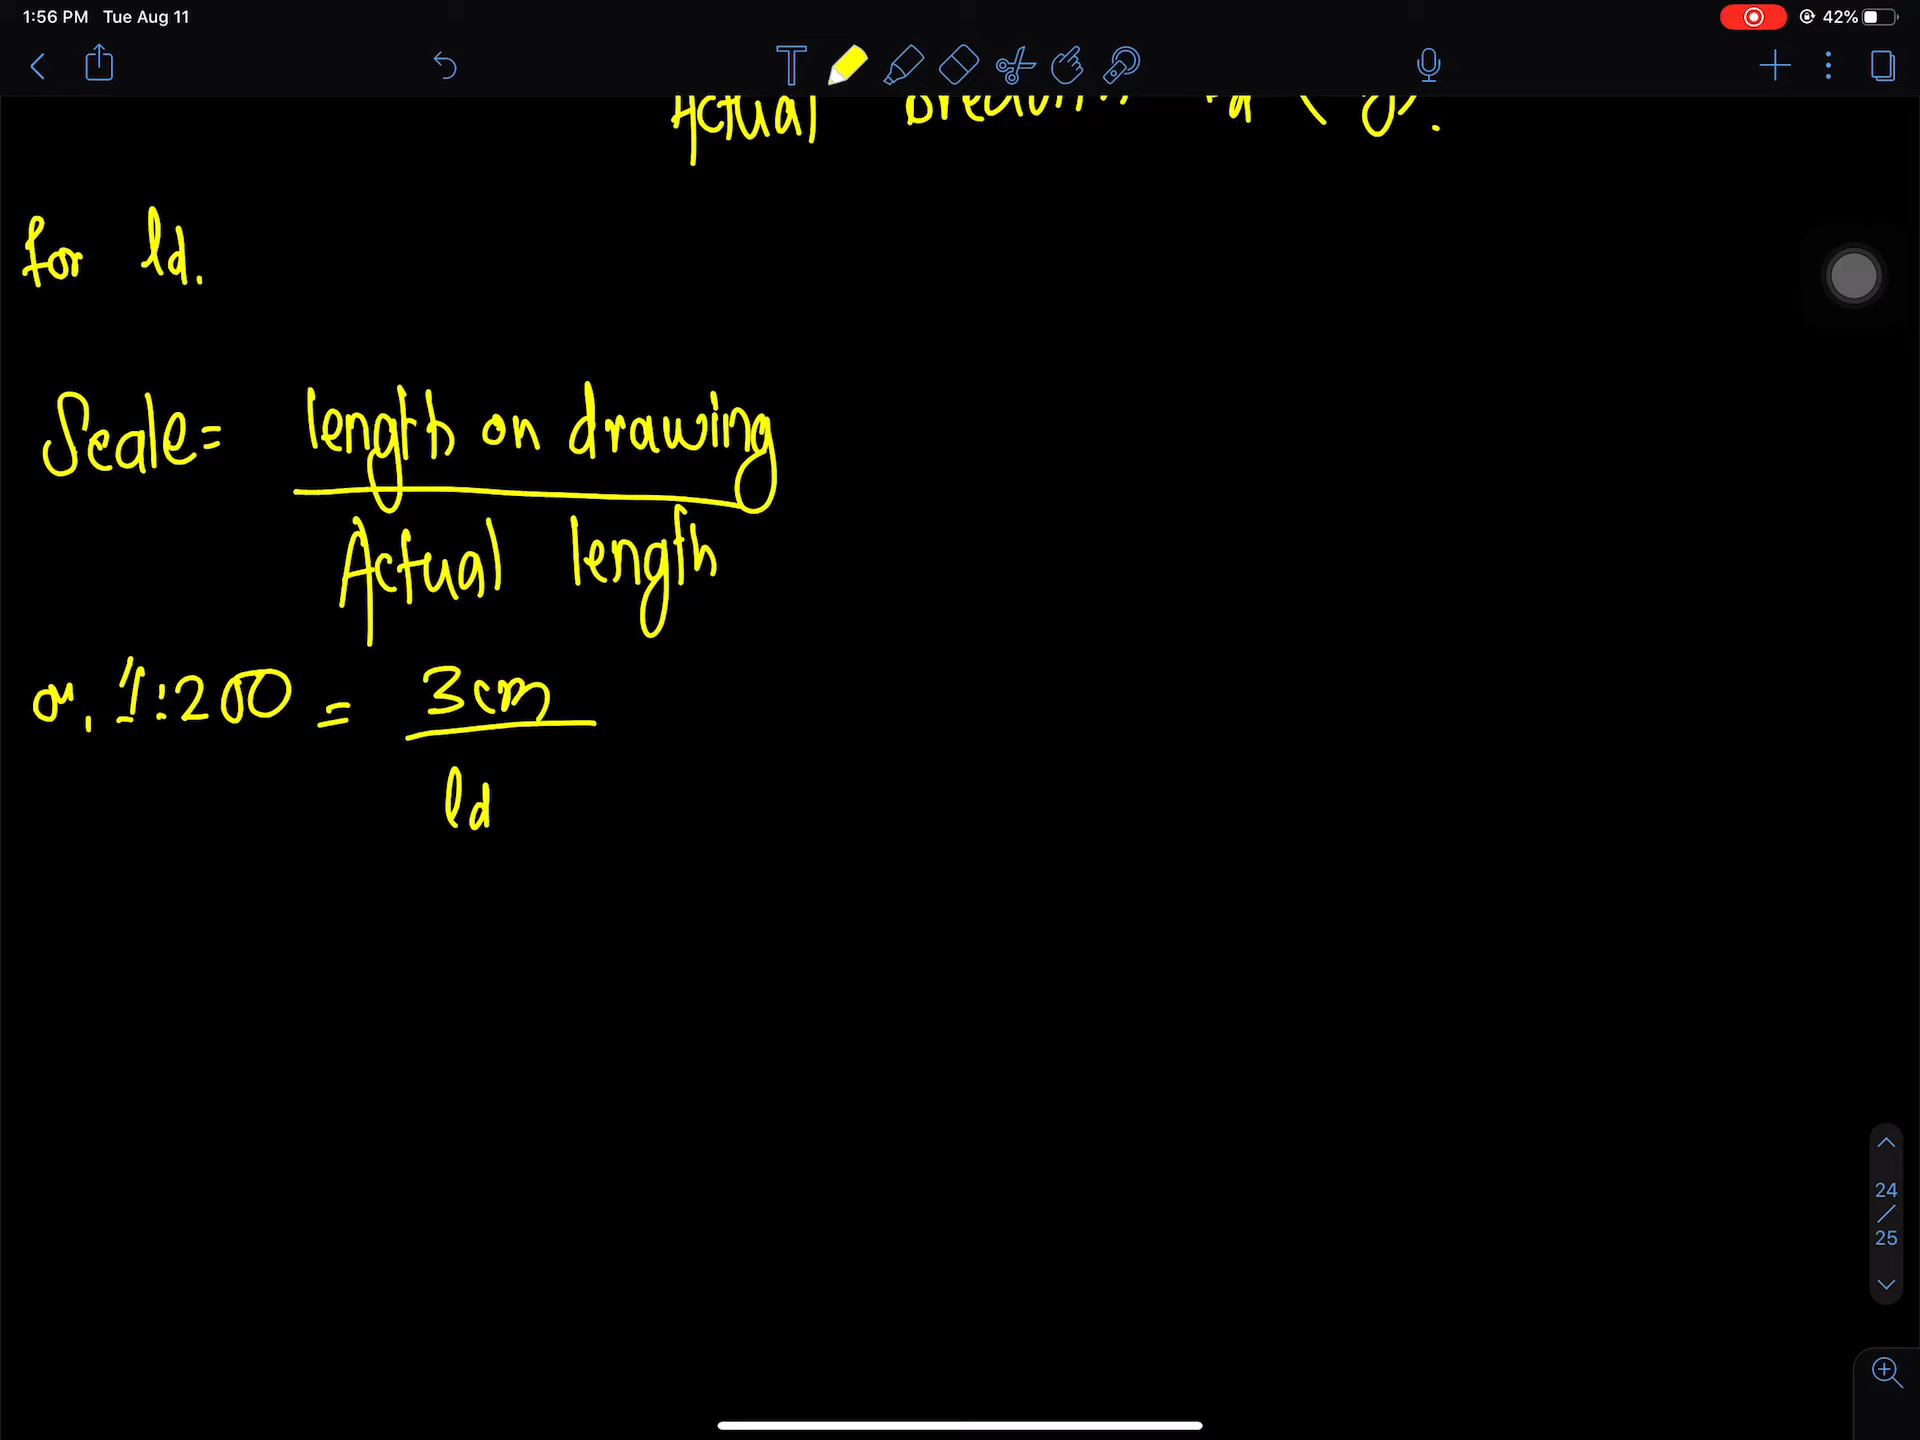 1:56 PM Tue Aug 11
42%
Actual
for ld.
Scale = length on drawing
Actual length
or, 1:200 = 3cm
ld
24
/
25